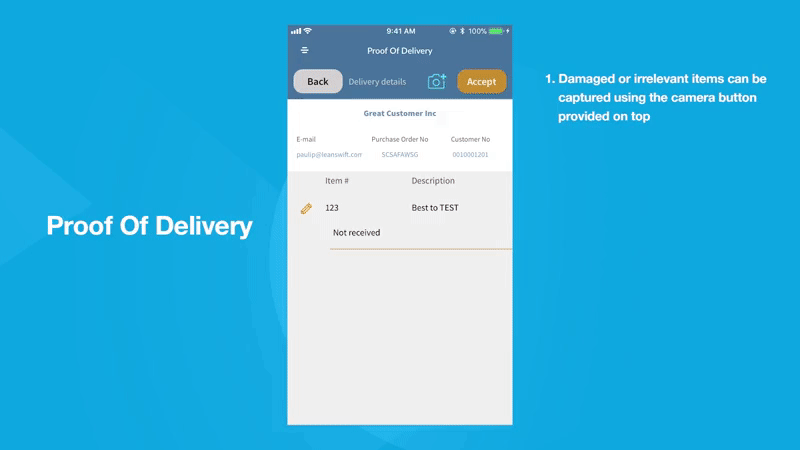 9:41 AM
100%
Proof Of Delivery
Back
Delivery details
Accept
Great Customer Inc
E-mail
Purchase Order No
Customer No
paulip@leanswift.com
SCSAFAWSG
0010001201
Item #
Description
123
Best to TEST
Not received
Proof Of Delivery
1. Damaged or irrelevant items can be
captured using the camera button
provided on top